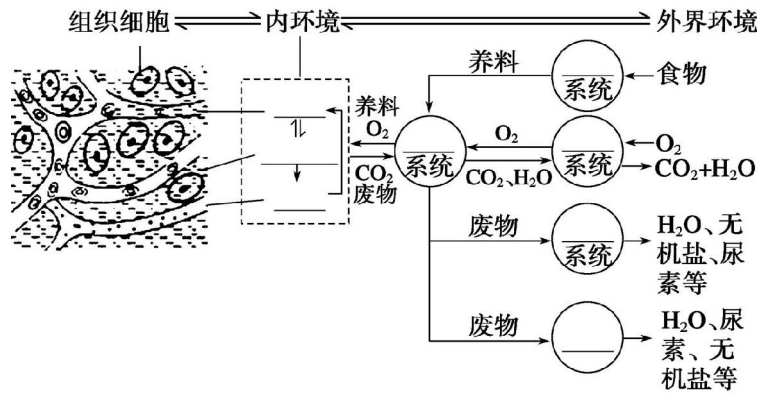 组织细胞
内环境
外界环境
养料
系统
食物
养料
O₂
CO₂
废物
系统
O₂
CO₂、H₂O
系统
O₂
CO₂+H₂O
废物
系统
H₂O、无
机盐、尿
素等
废物
H₂O、尿
素、无
机盐等